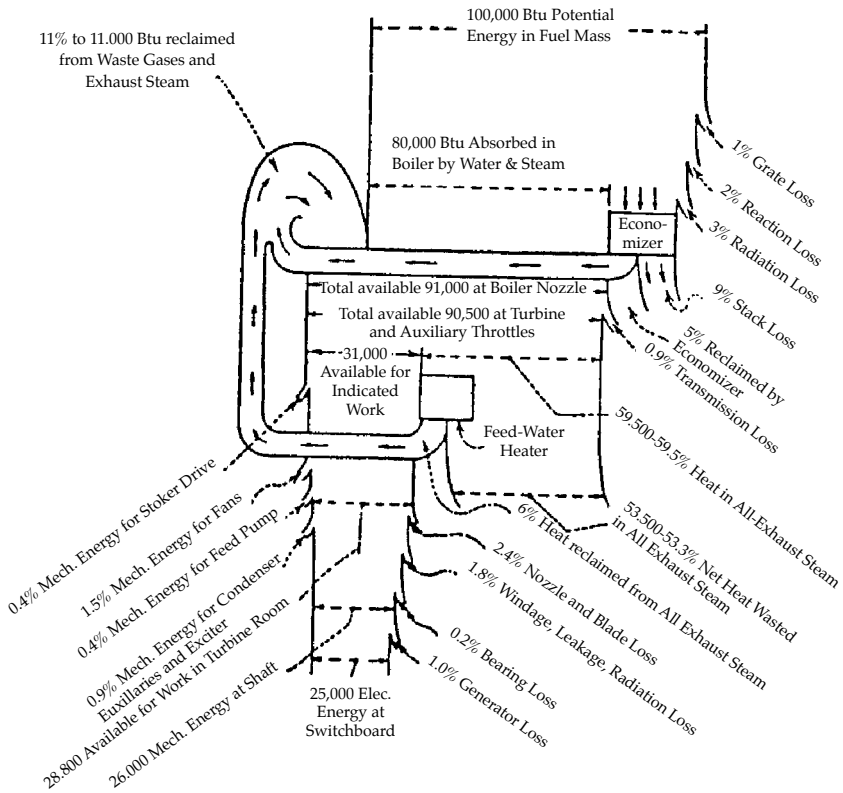 100,000 Btu Potential
Energy in Fuel Mass
11% to 11.000 Btu reclaimed
from Waste Gases and
Exhaust Steam
80,000 Btu Absorbed in
Boiler by Water & Steam
1% Grate Loss
2% Reaction Loss
3% Radiation Loss
Econo-
mizer
9% Stack Loss
Total available 91,000 at Boiler Nozzle
Total available 90,500 at Turbine
and Auxiliary Throttles
5% Reclaimed by
Economizer
0.9% Transmission Loss
31,000
Available for
Indicated
Work
Feed-Water
Heater
59.500-59.5% Heat in All-Exhaust Steam
53.500-53.3% Net Heat Wasted
in All Exhaust Steam
6% Heat reclaimed from All Exhaust Steam
2.4% Nozzle and Blade Loss
1.8% Windage, Leakage, Radiation Loss
0.2% Bearing Loss
1.0% Generator Loss
0.4% Mech. Energy for Stoker Drive
1.5% Mech. Energy for Fans
0.4% Mech. Energy for Feed Pump
0.9% Mech. Energy for Condenser
Euxillaries and Exciter
28.800 Available for Work in Turbine Room
26.000 Mech. Energy at Shaft
25,000 Elec.
Energy at
Switchboard